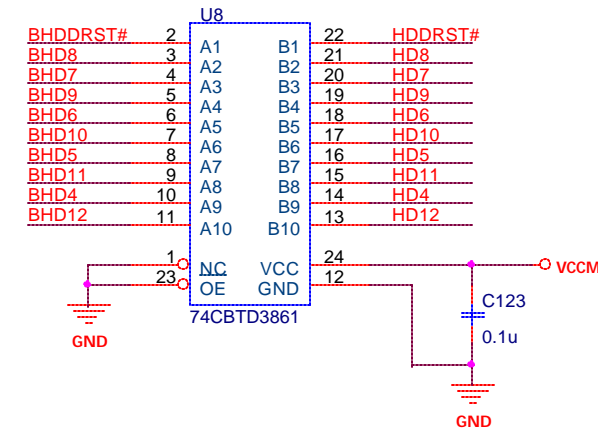 U8
BHDDRST# 2 A1 B1 22 HDDRST#
BHD8 3 A2 B2 21 HD8
BHD7 4 A3 B3 20 HD7
BHD9 5 A4 B4 19 HD9
BHD6 6 A5 B5 18 HD6
BHD10 7 A6 B6 17 HD10
BHD5 8 A7 B7 16 HD5
BHD11 9 A8 B8 15 HD11
BHD4 10 A9 B9 14 HD4
BHD12 11 A10 B10 13 HD12
1 NC VCC 24 VCCM
23 OE GND 12
C123
74CBTD3861
0.1u
GND
GND